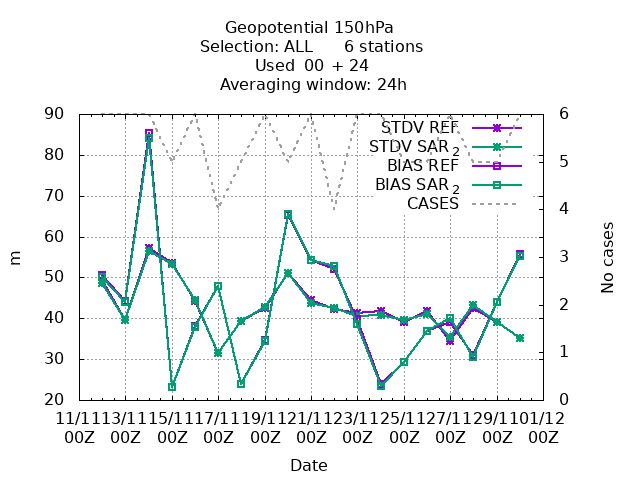 Geopotential 150hPa
Selection: ALL 6 stations
Used 00 + 24
Averaging window: 24h
90
80
70
60
50
40
30
20
m
6
5
4
3
2
1
0
No cases
STDV REF
STDV SAR 2
BIAS REF
BIAS SAR 2
CASES
11/11 13/11 15/11 17/11 19/11 21/11 23/11 25/11 27/11 29/11 01/12
00Z 00Z 00Z 00Z 00Z 00Z 00Z 00Z 00Z 00Z 00Z
Date